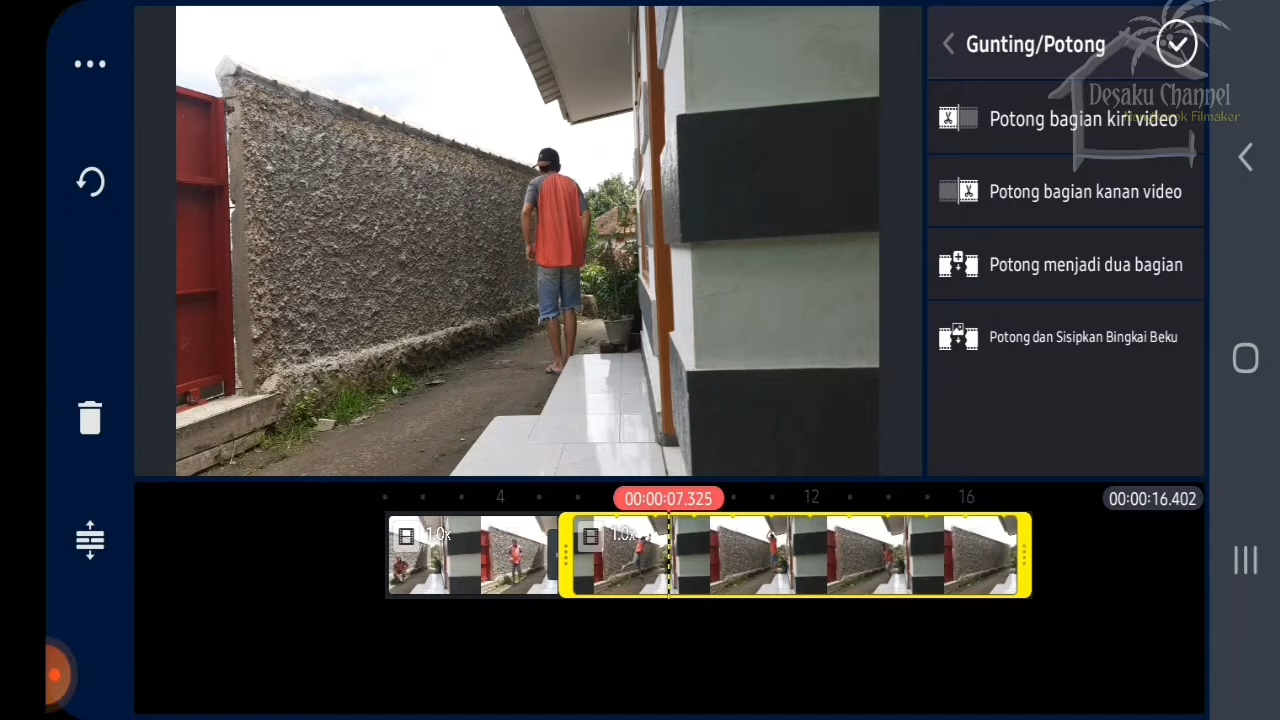 Gunting/Potong
Desaku Channel
Potong bagian kiri video
Potong bagian kanan video
Potong menjadi dua bagian
Potong dan Sisipkan Bingkai Beku
4
00:00:07.325
12
16
00:00:16.402
1.0x
1.0x